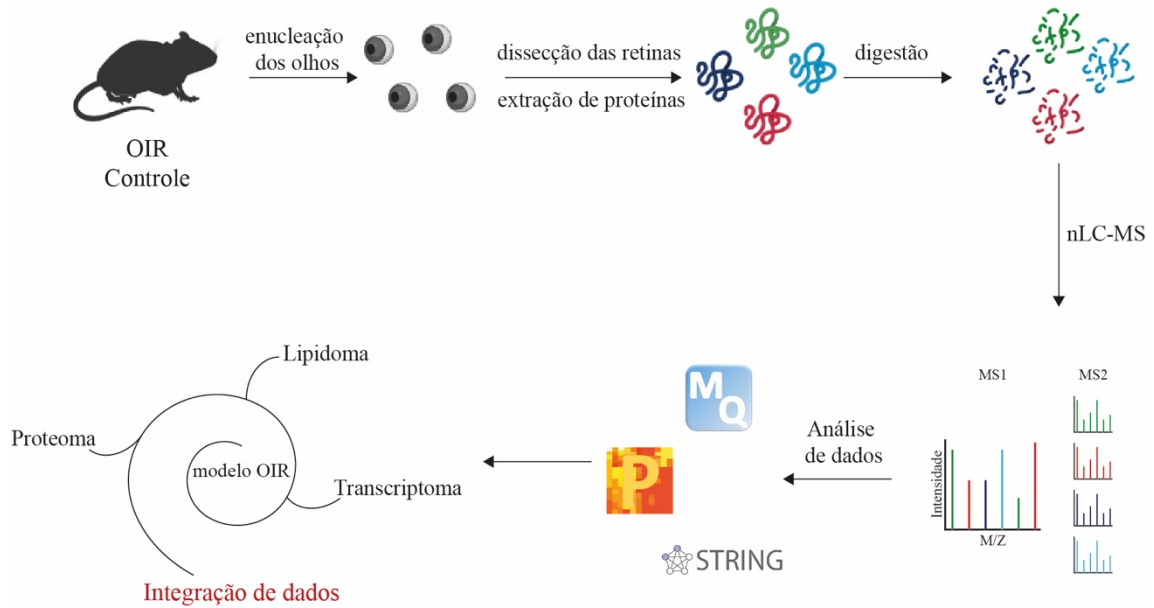 enucleação
dos olhos
dissecção das retinas
extração de proteínas
digestão
OIR
Controle
nLC-MS
Lipidoma
Proteoma
modelo OIR
Transcriptoma
Integração de dados
M
Q
P
STRING
Análise
de dados
MS1
MS2
Intensidade
M/Z